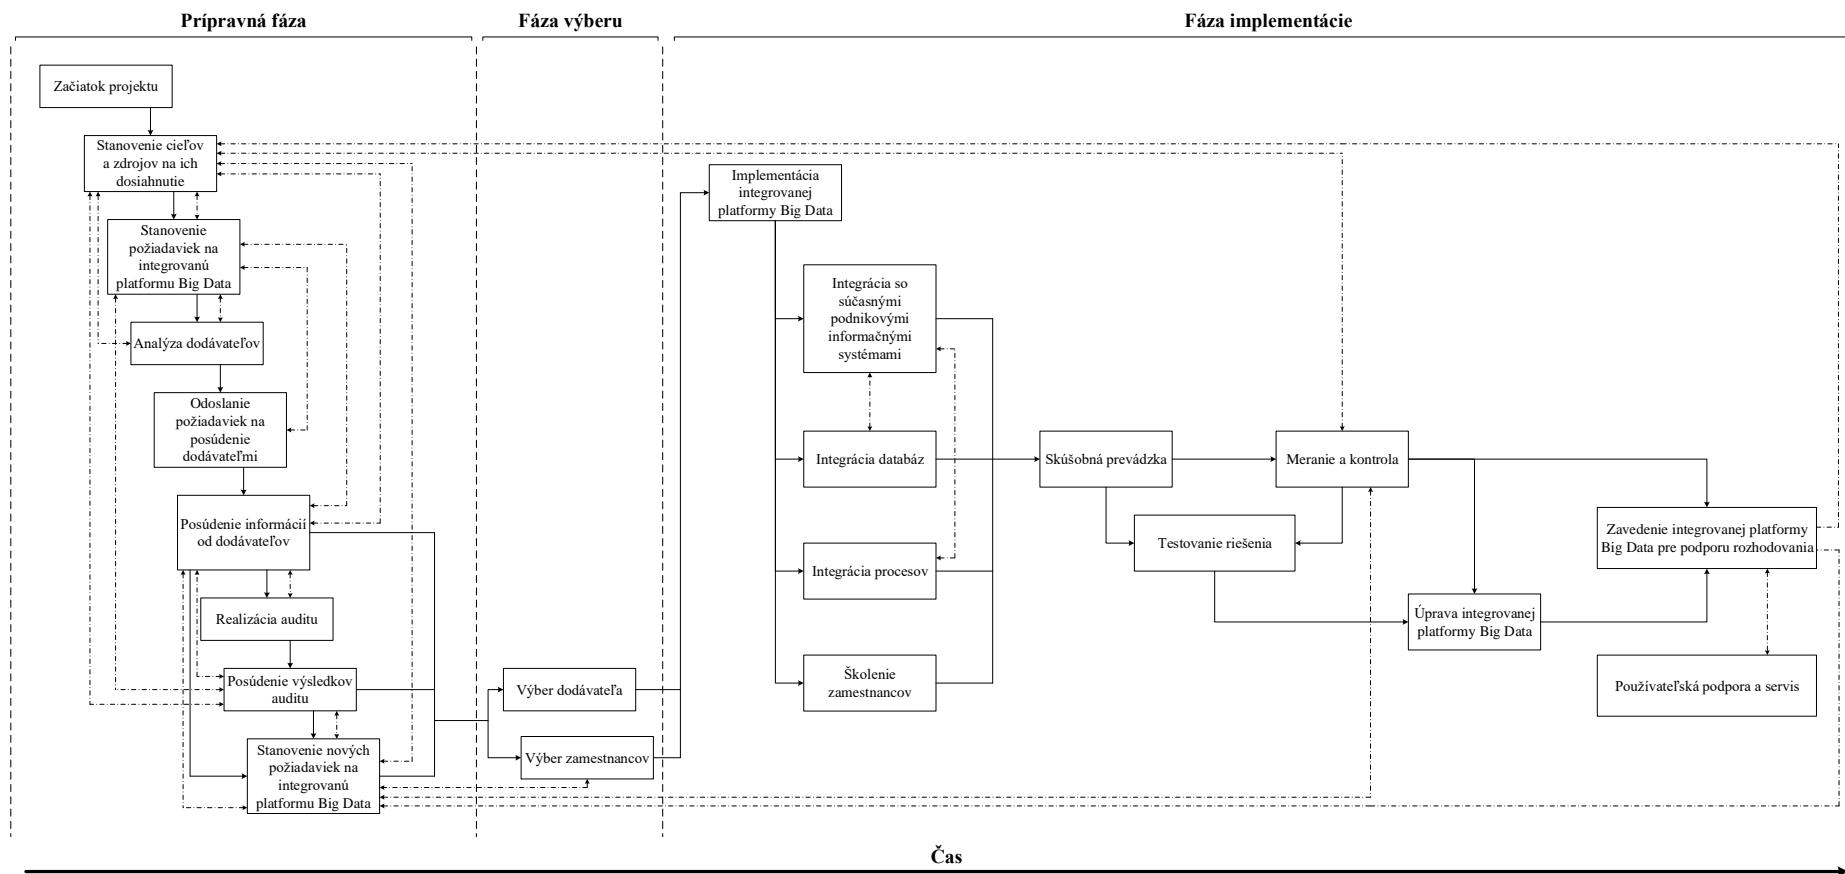 Prípravná fáza
Fáza výberu
Fáza implementácie
Začiatok projektu
Stanovenie cieľov
a zdrojov na ich
dosiahnutie
Stanovenie
požiadaviek na
integrovanú
platformu Big Data
Analýza dodávateľov
Odoslanie
požiadaviek na
posúdenie
dodávateľmi
Posúdenie informácií
od dodávateľov
Realizácia auditu
Posúdenie výsledkov
auditu
Stanovenie nových
požiadaviek na
integrovanú
platformu Big Data
Výber dodávateľa
Výber zamestnancov
Implementácia
integrovanej
platformy Big Data
Integrácia so
súčasnými
podnikovými
informačnými
systémami
Integrácia databáz
Integrácia procesov
Školenie
zamestnancov
Skúšobná prevádzka
Testovanie riešenia
Meranie a kontrola
Úprava integrovanej
platformy Big Data
Zavedenie integrovanej platformy
Big Data pre podporu rozhodovania
Používateľská podpora a servis
Čas